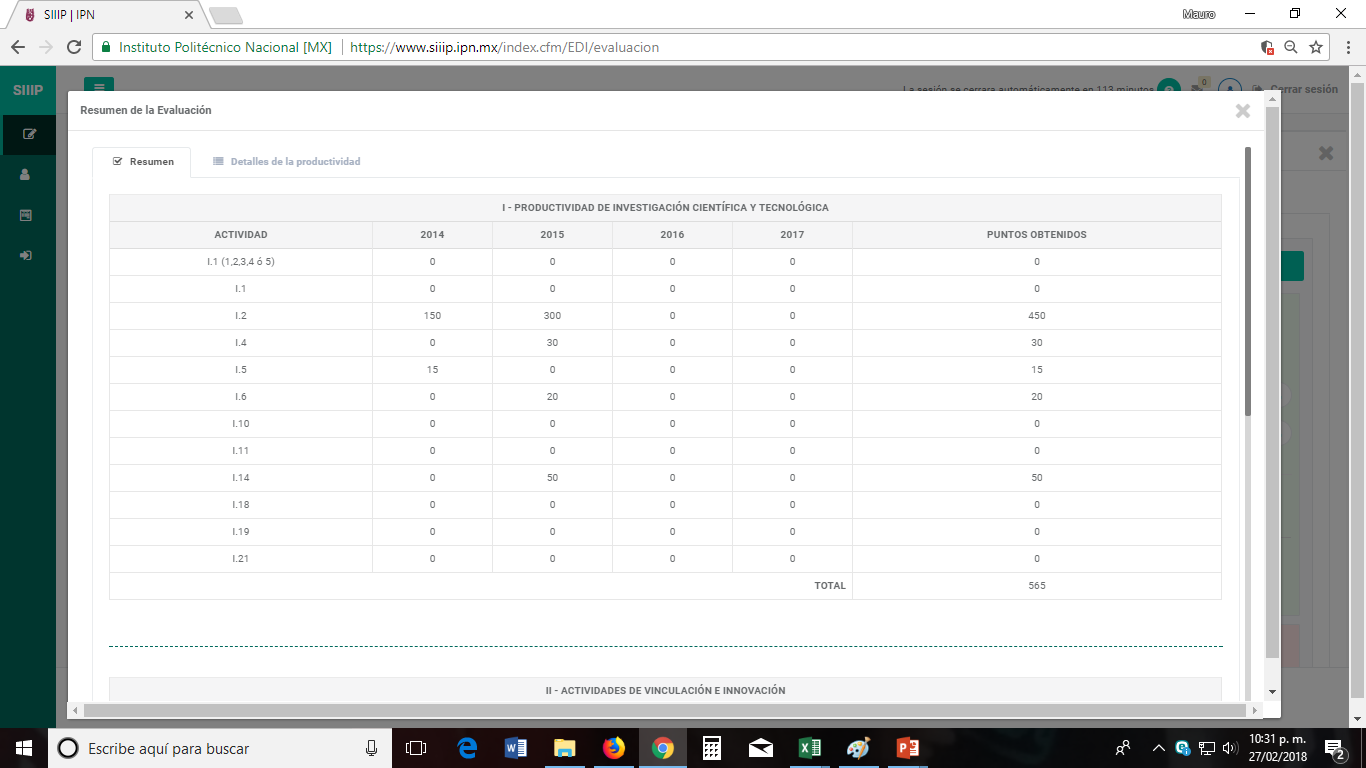 SIIIP | IPN
Mauro
Instituto Politécnico Nacional [MX] https://www.siiip.ipn.mx/index.cfm/EDI/evaluacion
SIIIP
La sesión se cerrara automáticamente en 113 minutos 0 Cerrar sesión
Resumen de la Evaluación
Resumen Detalles de la productividad
I - PRODUCTIVIDAD DE INVESTIGACIÓN CIENTÍFICA Y TECNOLÓGICA
ACTIVIDAD 2014 2015 2016 2017 PUNTOS OBTENIDOS
I.1 (1,2,3,4 ó 5) 0 0 0 0 0
I.1 0 0 0 0 0
I.2 150 300 0 0 450
I.4 0 30 0 0 30
I.5 15 0 0 0 15
I.6 0 20 0 0 20
I.10 0 0 0 0 0
I.11 0 0 0 0 0
I.14 0 50 0 0 50
I.18 0 0 0 0 0
I.19 0 0 0 0 0
I.21 0 0 0 0 0
TOTAL 565
II - ACTIVIDADES DE VINCULACIÓN E INNOVACIÓN
Escribe aquí para buscar
10:31 p. m.
27/02/2018
2